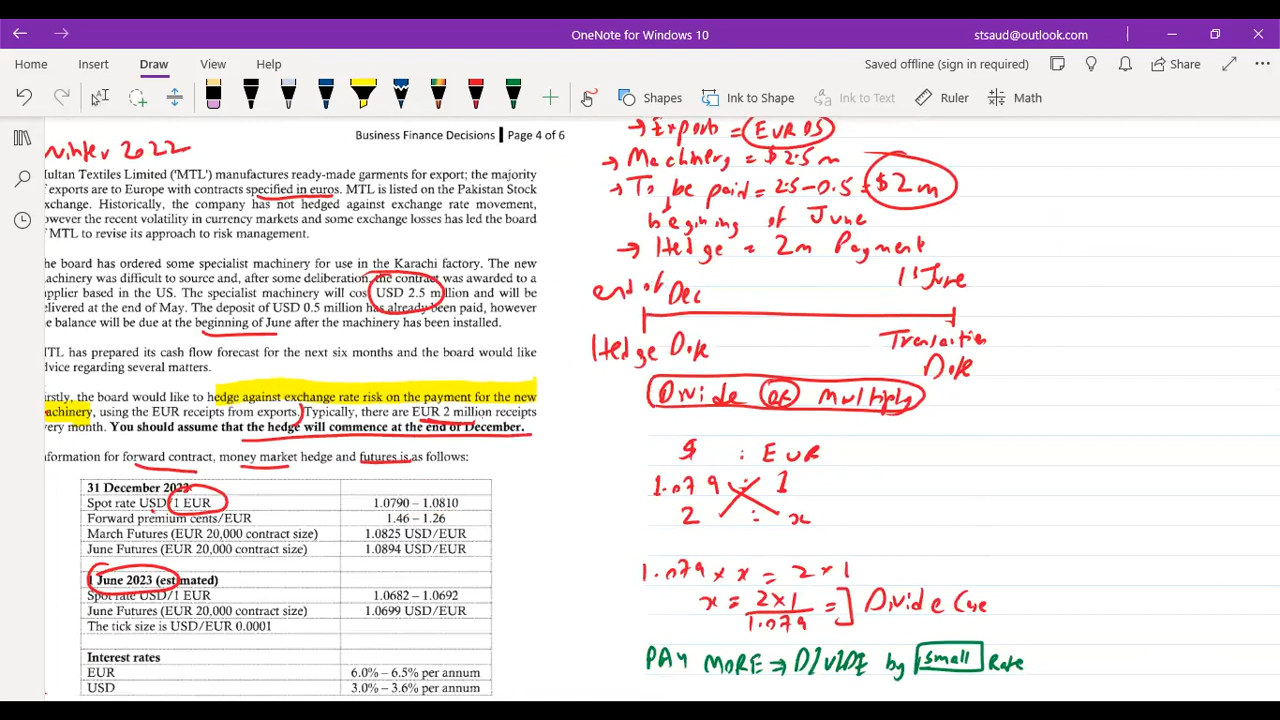 OneNote for Windows 10
stsaud@outlook.com
Home Insert Draw View Help
Saved offline (sign in required)
Share
Shapes
Ink to Shape
Ink to Text
Ruler
Math
Business Finance Decisions | Page 4 of 6
winter 2022
ultan Textiles Limited ('MTL') manufactures ready-made garments for export; the majority
f exports are to Europe with contracts specified in euros. MTL is listed on the Pakistan Stock
xchange. Historically, the company has not hedged against exchange rate movement,
owever the recent volatility in currency markets and some exchange losses has led the board
f MTL to revise its approach to risk management.
he board has ordered some specialist machinery for use in the Karachi factory. The new
achinery was difficult to source and, after some deliberation, the contract was awarded to a
pplier based in the US. The specialist machinery will cos USD 2.5 million and will be
elivered at the end of May. The deposit of USD 0.5 million has already been paid, however
e balance will be due at the beginning of June after the machinery has been installed.
TL has prepared its cash flow forecast for the next six months and the board would like
dvice regarding several matters.
irstly, the board would like to hedge against exchange rate risk on the payment for the new
achinery, using the EUR receipts from exports. Typically, there are EUR 2 million receipts
very month. You should assume that the hedge will commence at the end of December.
nformation for forward contract, money market hedge and futures is as follows:
31 December 2022
Spot rate USD/1 EUR 1.0790 – 1.0810
Forward premium cents/EUR 1.46 – 1.26
March Futures (EUR 20,000 contract size) 1.0825 USD/EUR
June Futures (EUR 20,000 contract size) 1.0894 USD/EUR
1 June 2023 (estimated)
Spot rate USD/1 EUR 1.0682 – 1.0692
June Futures (EUR 20,000 contract size) 1.0699 USD/EUR
The tick size is USD/EUR 0.0001
Interest rates
EUR 6.0% – 6.5% per annum
USD 3.0% – 3.6% per annum
→ Exports = EUROS
→ Machinery = $2.5 m
→ To be paid = 2.5 - 0.5 = $2m
begining of June
→ Hedge = 2m Payment
end of Dec
1st June
Hedge Date
Transaction
Date
Divide or multiply
$ : EUR
1.079 : 1
2 : x
1.079 × x = 2 × 1
x = 2 × 1 / 1.079 = ] Divide Case
PAY MORE ⇒ DIVIDE by small Rate